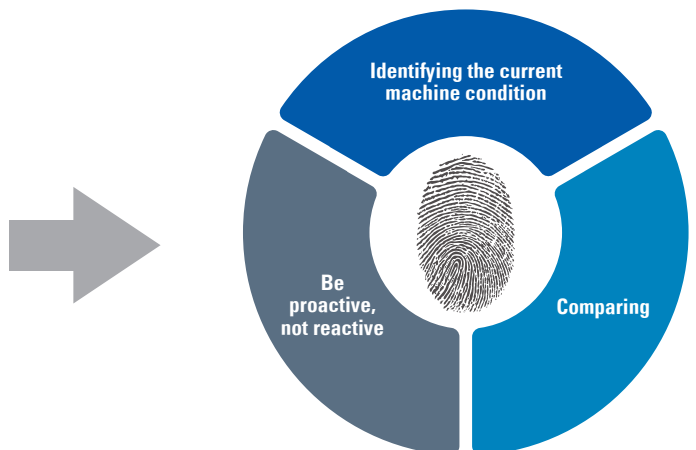 Identifying the current
machine condition
Be
proactive,
not reactive
Comparing